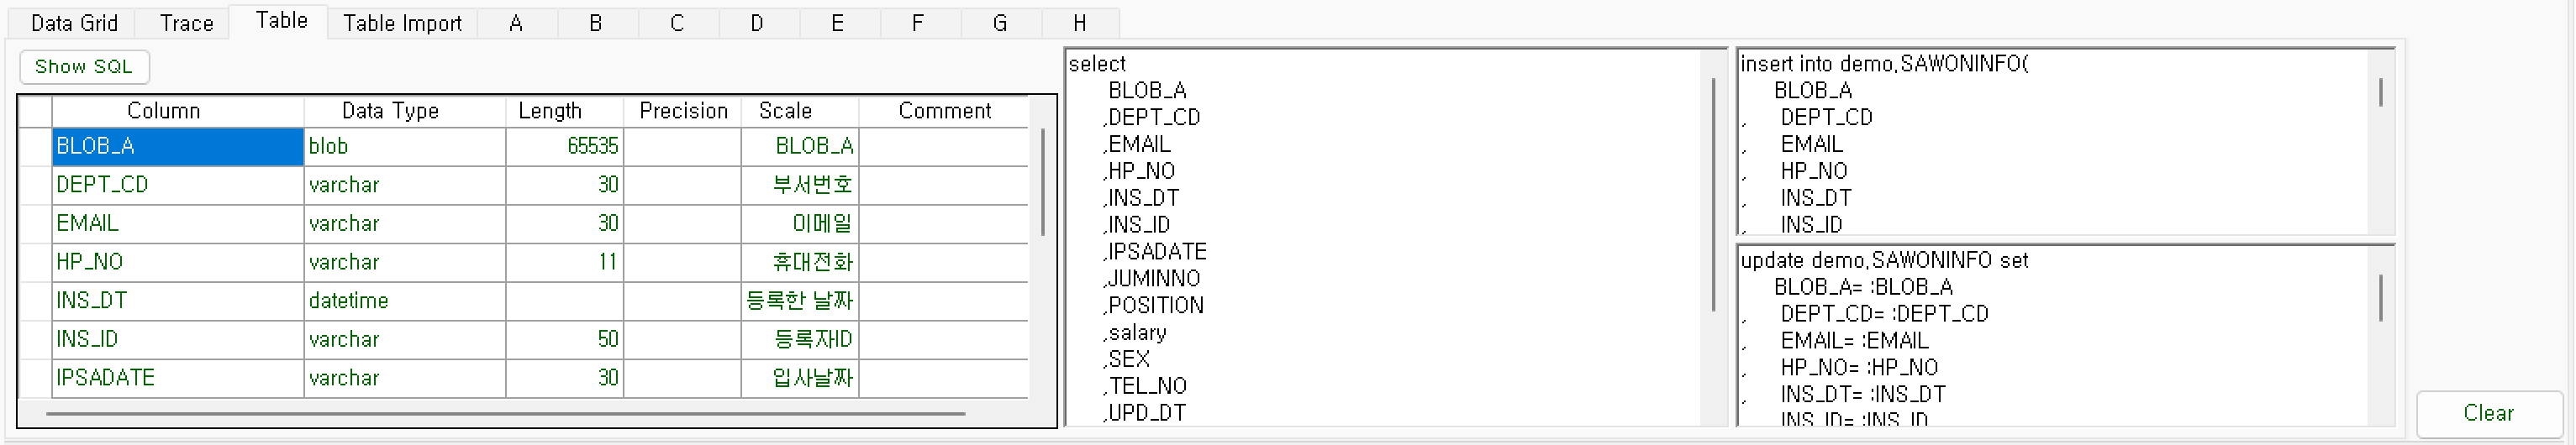 Data Grid Trace Table Table Import A B C D E F G H
Show SQL
Column Data Type Length Precision Scale Comment
BLOB_A blob 65535 BLOB_A
DEPT_CD varchar 30 부서번호
EMAIL varchar 30 이메일
HP_NO varchar 11 휴대전화
INS_DT datetime 등록한 날짜
INS_ID varchar 50 등록자ID
IPSADATE varchar 30 입사날짜
select
BLOB_A
,DEPT_CD
,EMAIL
,HP_NO
,INS_DT
,INS_ID
,IPSADATE
,JUMINNO
,POSITION
,salary
,SEX
,TEL_NO
,UPD_DT
insert into demo.SAWONINFO(
BLOB_A
, DEPT_CD
, EMAIL
, HP_NO
, INS_DT
, INS_ID
update demo.SAWONINFO set
BLOB_A= :BLOB_A
, DEPT_CD= :DEPT_CD
, EMAIL= :EMAIL
, HP_NO= :HP_NO
, INS_DT= :INS_DT
, INS_ID= :INS_ID
Clear